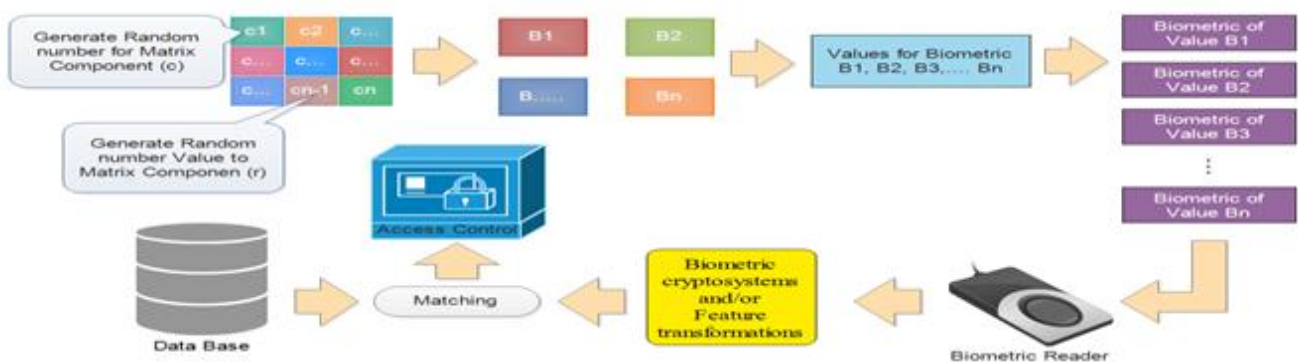 Generate Random
number for Matrix
Component (c)
c1 c2 c...
c... c... c...
c... cn-1 cn
Generate Random
number Value to
Matrix Componen (r)
B1 B2
B..... Bn
Values for Biometric
B1, B2, B3,.... Bn
Biometric of
Value B1
Biometric of
Value B2
Biometric of
Value B3
⋮
Biometric of
Value Bn
Access Control
Data Base
Matching
Biometric
cryptosystems
and/or
Feature
transformations
Biometric Reader